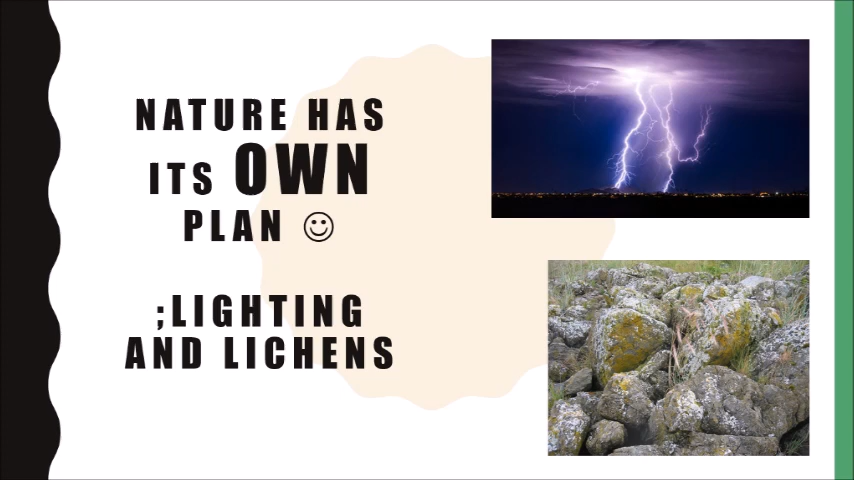 NATURE HAS
ITS OWN
PLAN ☺
;LIGHTING
AND LICHENS